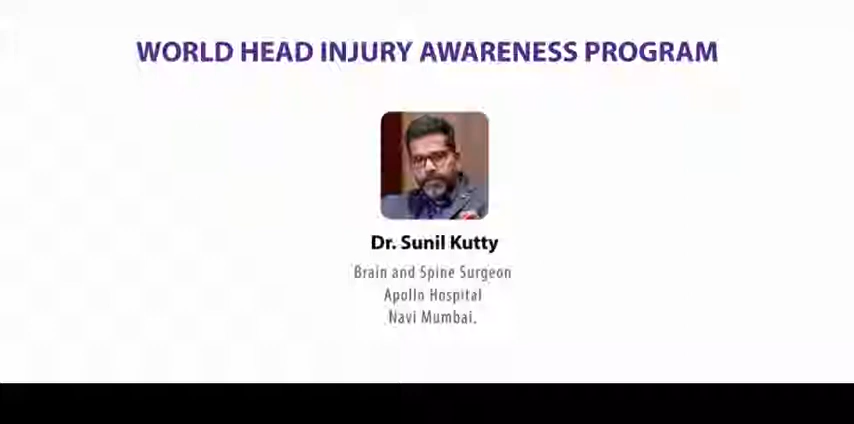 WORLD HEAD INJURY AWARENESS PROGRAM
Dr. Sunil Kutty
Brain and Spine Surgeon
Apollo Hospital
Navi Mumbai.